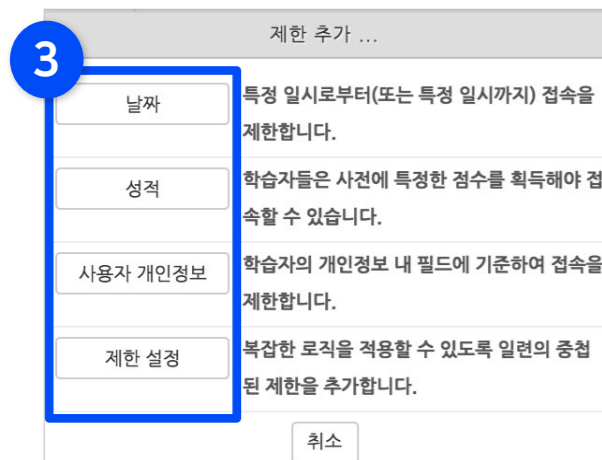 제한 추가 ...
3
날짜
특정 일시로부터(또는 특정 일시까지) 접속을
제한합니다.
성적
학습자들은 사전에 특정한 점수를 획득해야 접
속할 수 있습니다.
사용자 개인정보
학습자의 개인정보 내 필드에 기준하여 접속을
제한합니다.
제한 설정
복잡한 로직을 적용할 수 있도록 일련의 중첩
된 제한을 추가합니다.
취소